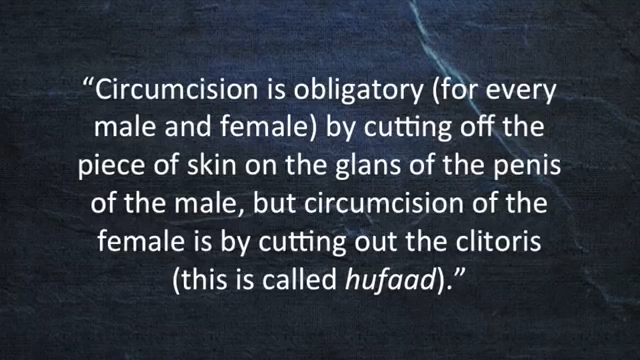 “Circumcision is obligatory (for every
male and female) by cutting off the
piece of skin on the glans of the penis
of the male, but circumcision of the
female is by cutting out the clitoris
(this is called hufaad).”